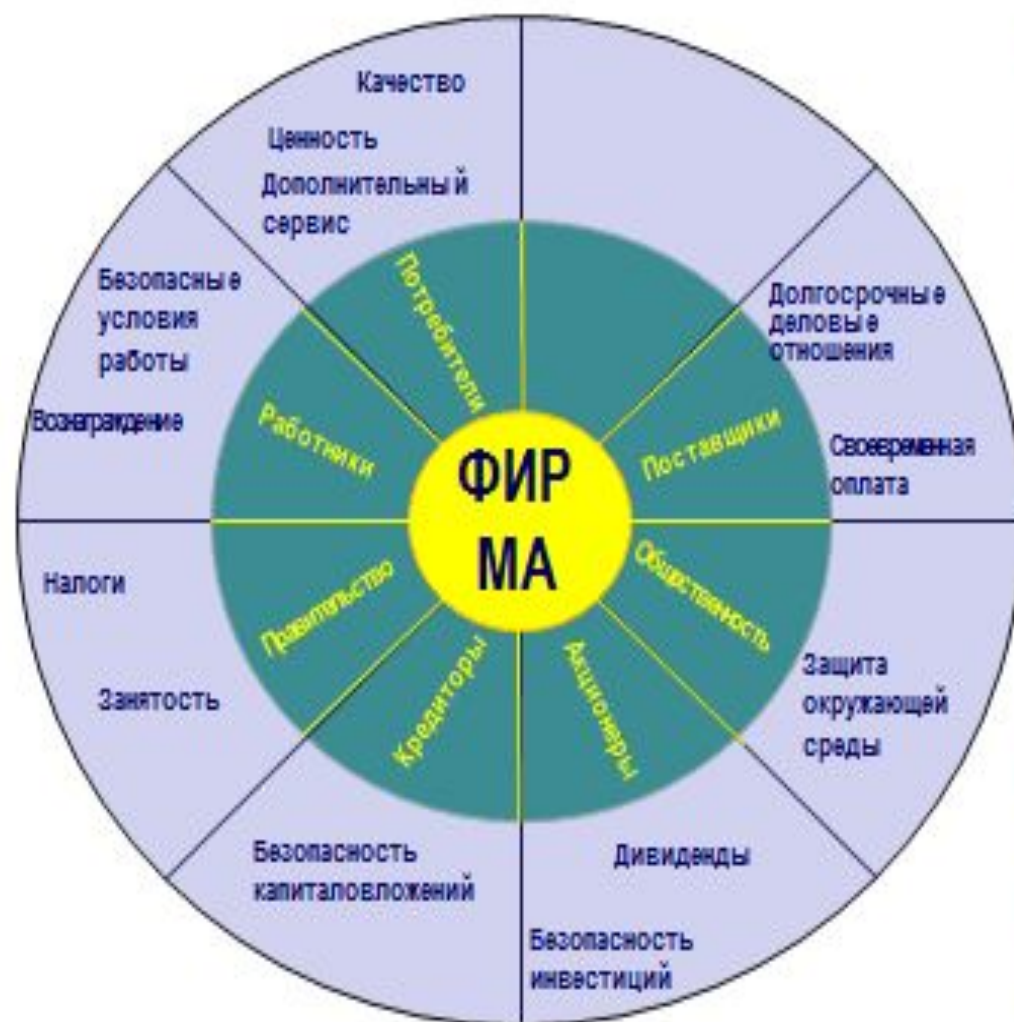 Качество
Ценность
Дополнительный
сервис
Безопасные
условия
работы
Вознаграждение
Потребители
Работники
Долгосрочные
деловые
отношения
Поставщики
Своевременная
оплата
ФИР
МА
Налоги
Занятость
Правительство
Кредиторы
Акционеры
Общественность
Защита
окружающей
среды
Безопасность
капиталовложений
Дивиденды
Безопасность
инвестиций